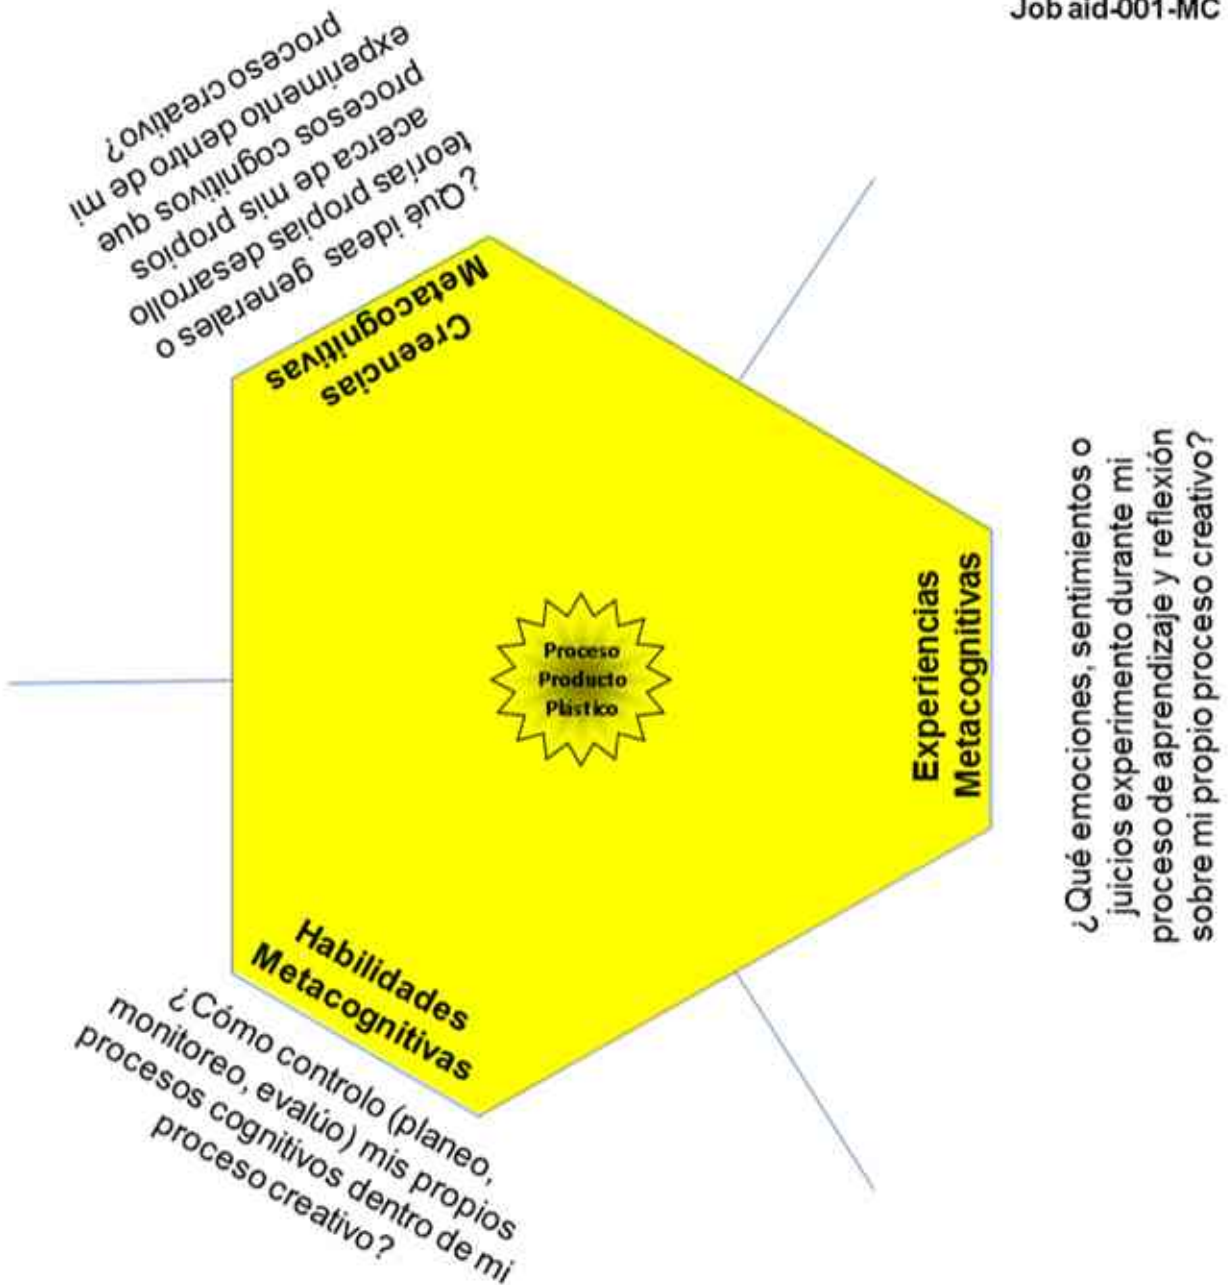 Job aid-001-MC
¿Qué ideas generales o
teorías propias desarrollo
acerca de mis propios
procesos cognitivos que
experimento dentro de mi
proceso creativo?
Creencias
Metacognitivas
Proceso
Producto
Plástico
Experiencias
Metacognitivas
¿Qué emociones, sentimientos o
juicios experimento durante mi
proceso de aprendizaje y reflexión
sobre mi propio proceso creativo?
Habilidades
Metacognitivas
¿Cómo controlo (planeo,
monitoreo, evalúo) mis propios
procesos cognitivos dentro de mi
proceso creativo?